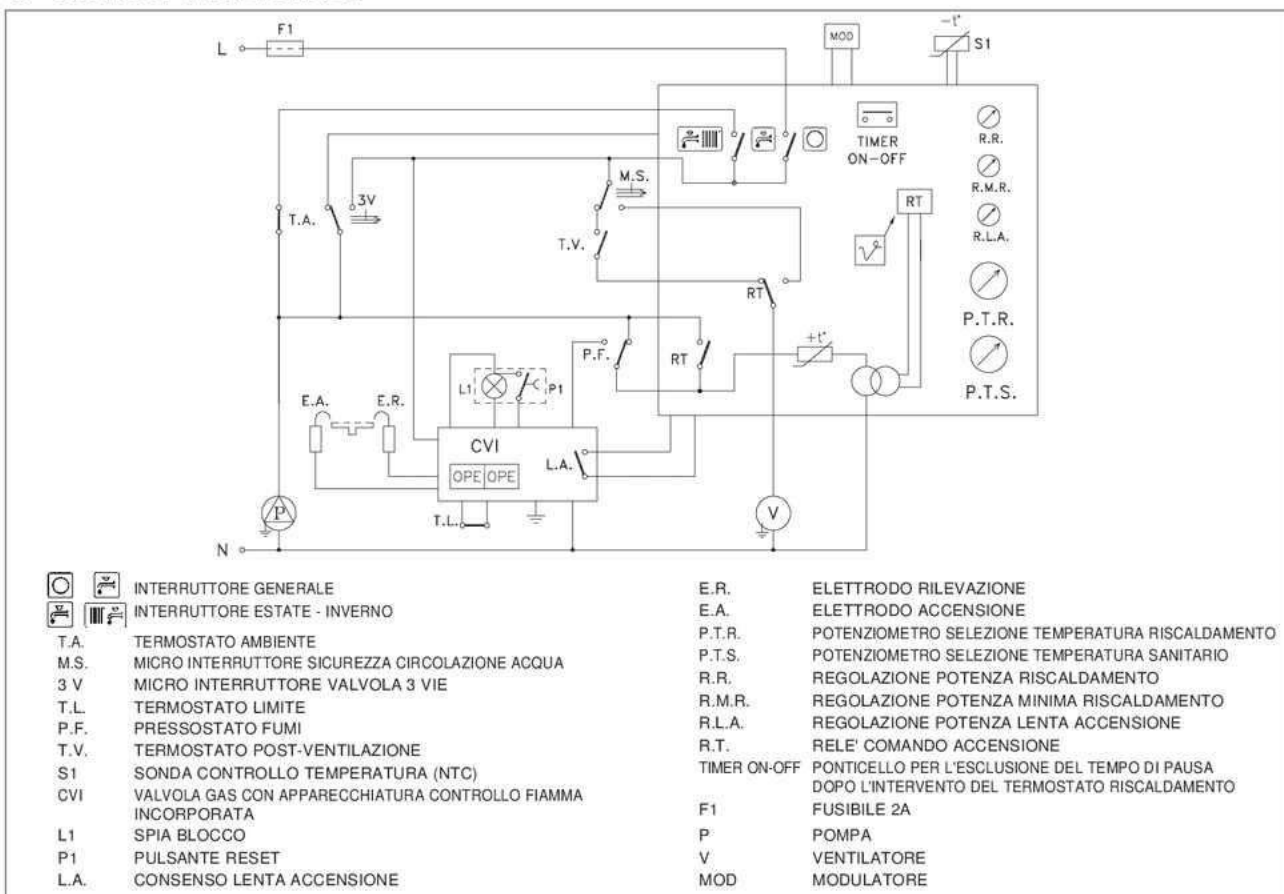 F1
L
MOD
-t°
S1
TIMER
ON-OFF
R.R.
R.M.R.
R.L.A.
M.S.
3V
T.A.
T.V.
RT
RT
P.T.R.
P.F.
RT
+t°
P.T.S.
L1
P1
E.A.
E.R.
CVI
L.A.
OPE OPE
T.L.
P
V
N
INTERRUTTORE GENERALE
INTERRUTTORE ESTATE - INVERNO
T.A. TERMOSTATO AMBIENTE
M.S. MICRO INTERRUTTORE SICUREZZA CIRCOLAZIONE ACQUA
3 V MICRO INTERRUTTORE VALVOLA 3 VIE
T.L. TERMOSTATO LIMITE
P.F. PRESSOSTATO FUMI
T.V. TERMOSTATO POST-VENTILAZIONE
S1 SONDA CONTROLLO TEMPERATURA (NTC)
CVI VALVOLA GAS CON APPARECCHIATURA CONTROLLO FIAMMA
INCORPORATA
L1 SPIA BLOCCO
P1 PULSANTE RESET
L.A. CONSENSO LENTA ACCENSIONE
E.R. ELETTRODO RILEVAZIONE
E.A. ELETTRODO ACCENSIONE
P.T.R. POTENZIOMETRO SELEZIONE TEMPERATURA RISCALDAMENTO
P.T.S. POTENZIOMETRO SELEZIONE TEMPERATURA SANITARIO
R.R. REGOLAZIONE POTENZA RISCALDAMENTO
R.M.R. REGOLAZIONE POTENZA MINIMA RISCALDAMENTO
R.L.A. REGOLAZIONE POTENZA LENTA ACCENSIONE
R.T. RELE' COMANDO ACCENSIONE
TIMER ON-OFF PONTICELLO PER L'ESCLUSIONE DEL TEMPO DI PAUSA
DOPO L'INTERVENTO DEL TERMOSTATO RISCALDAMENTO
F1 FUSIBILE 2A
P POMPA
V VENTILATORE
MOD MODULATORE